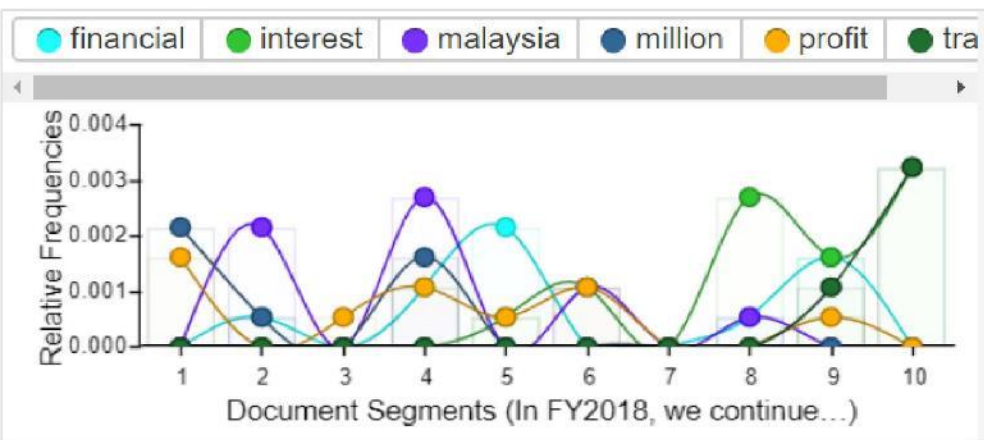 financial interest malaysia million profit tra
Relative Frequencies
0.004
0.003
0.002
0.001
0.000
1 2 3 4 5 6 7 8 9 10
Document Segments (In FY2018, we continue...)